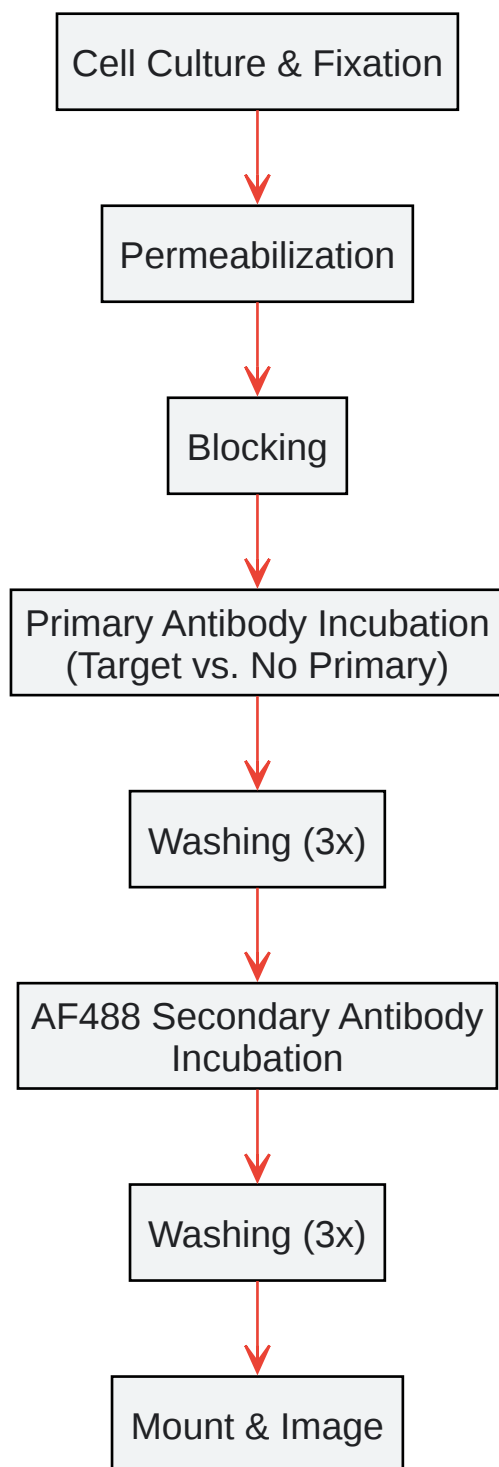 Cell Culture & Fixation
Permeabilization
Blocking
Primary Antibody Incubation
(Target vs. No Primary)
Washing (3x)
AF488 Secondary Antibody
Incubation
Washing (3x)
Mount & Image